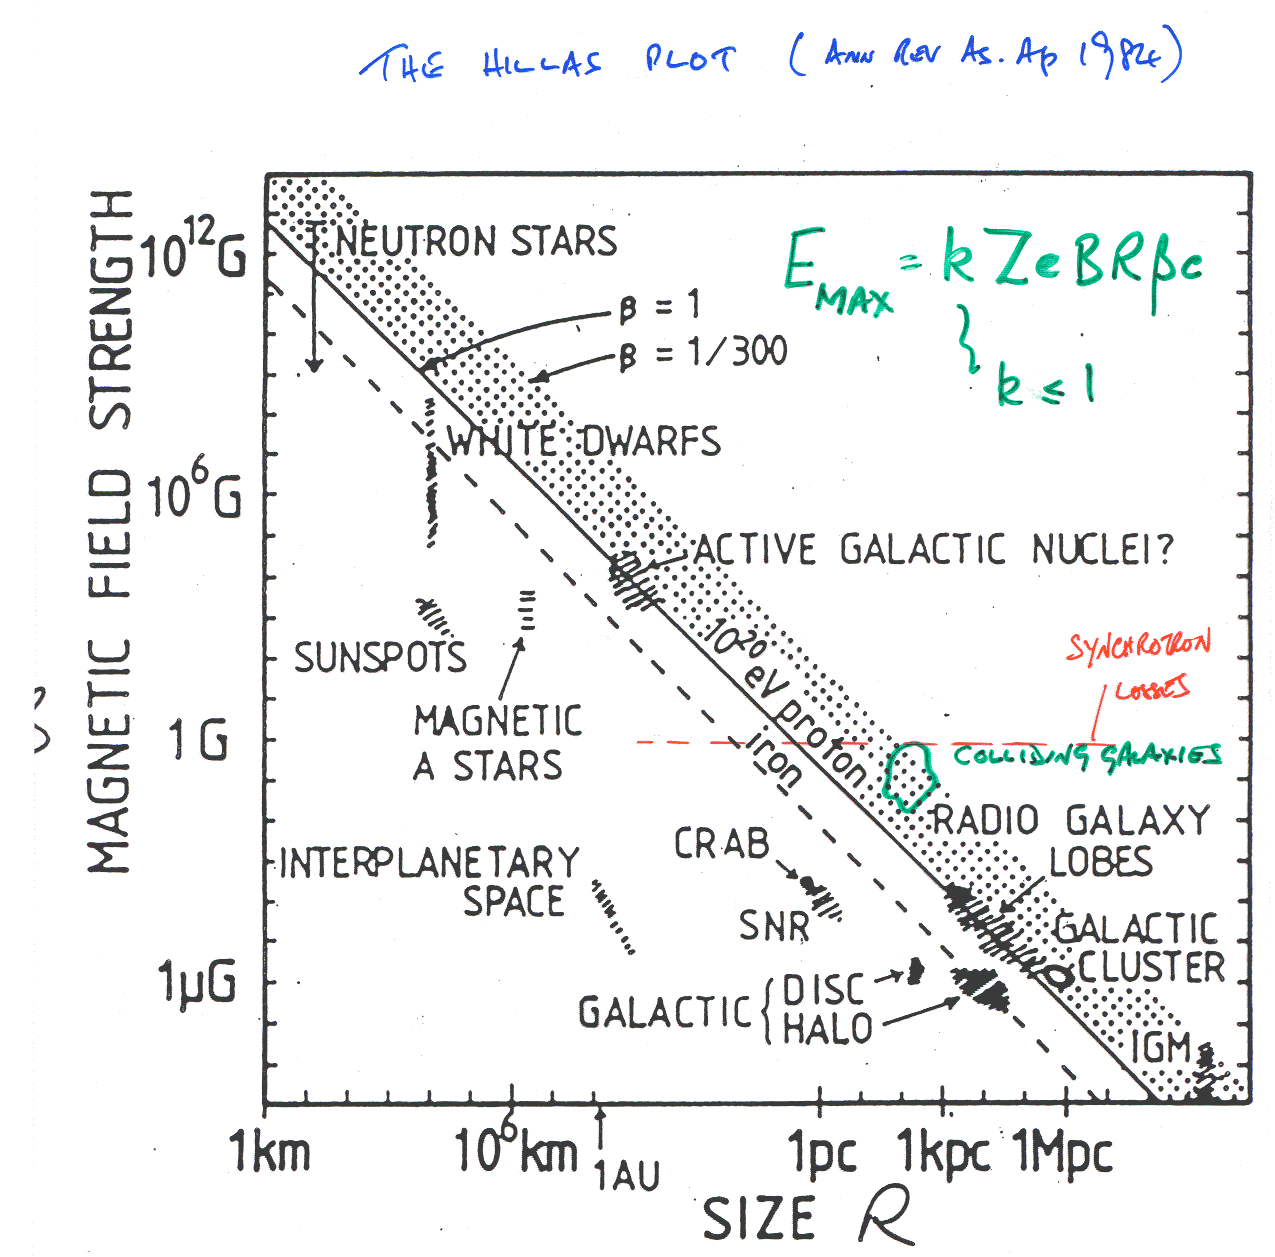 THE HILLAS PLOT (ANN REV AS. Ap 1984)
MAGNETIC FIELD STRENGTH
10¹²G
10⁶G
1G
1μG
NEUTRON STARS
E_MAX = k Z e B R β c
k ≤ 1
β = 1
β = 1/300
WHITE DWARFS
ACTIVE GALACTIC NUCLEI?
SUNSPOTS
MAGNETIC
A STARS
10²⁰ eV proton
iron
SYNCHROTRON
LOSSES
COLLIDING GALAXIES
INTERPLANETARY
SPACE
CRAB
SNR
RADIO GALAXY
LOBES
GALACTIC
CLUSTER
GALACTIC { DISC
HALO
IGM
1km
10⁶km
1AU
1pc
1kpc
1Mpc
SIZE R